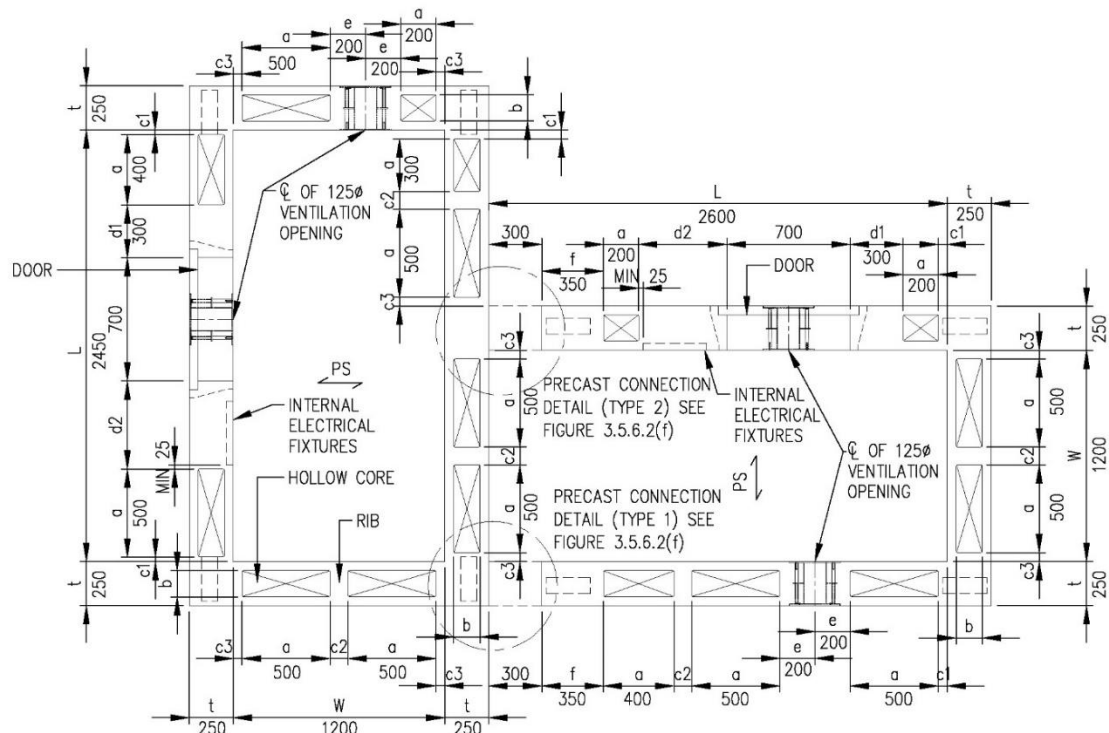 a
e
200
a
200
e
200
c3
500
c3
t
250
b
c1
c1
a
400
a
300
℄ OF 125ø
VENTILATION
OPENING
c2
L
2600
t
250
d1
300
a
500
300
a
200
d2
700
d1
300
c1
a
200
DOOR
f
350
MIN 25
DOOR
c3
700
c3
t
250
c3
L
2450
PS
PRECAST CONNECTION
DETAIL (TYPE 2) SEE
FIGURE 3.5.6.2(f)
INTERNAL
ELECTRICAL
FIXTURES
a
500
a
500
d2
INTERNAL
ELECTRICAL
FIXTURES
c2
℄ OF 125ø
VENTILATION
OPENING
c2
W
1200
MIN 25
HOLLOW CORE
PS
a
500
RIB
PRECAST CONNECTION
DETAIL (TYPE 1) SEE
FIGURE 3.5.6.2(f)
a
500
a
500
c1
b
c3
c3
t
250
t
250
b
e
200
b
e
200
c3
a
500
c2
a
500
c3
300
f
350
a
400
c2
a
500
a
500
c1
t
250
W
1200
t
250